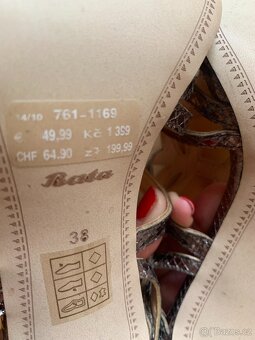 14/10 761-1169
€ 49.99 Kč 1 399
CHF 64.90 zł 199.99
Bata
38